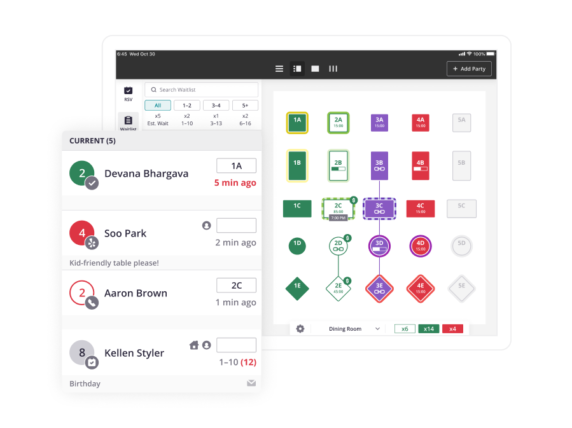 8:45 Wed Oct 30
100%
+ Add Party
RSV
Search Waitlist
All 1–2 3–4 5+
x5 x2 x1 x2
Est. Wait 1–10 3–13 6–16
Waitlist
CURRENT (5)
2 Devana Bhargava 1A
5 min ago
4 Soo Park
2 min ago
Kid-friendly table please!
2 Aaron Brown 2C
1 min ago
8 Kellen Styler
1–10 (12)
Birthday
1A 2A 3A 4A 5A
1B 2B 3B 4B 5B
1C 2C 3C 4C 5C
1D 2D 3D 4D 5D
1E 2E 3E 4E 5E
Dining Room x6 x14 x4